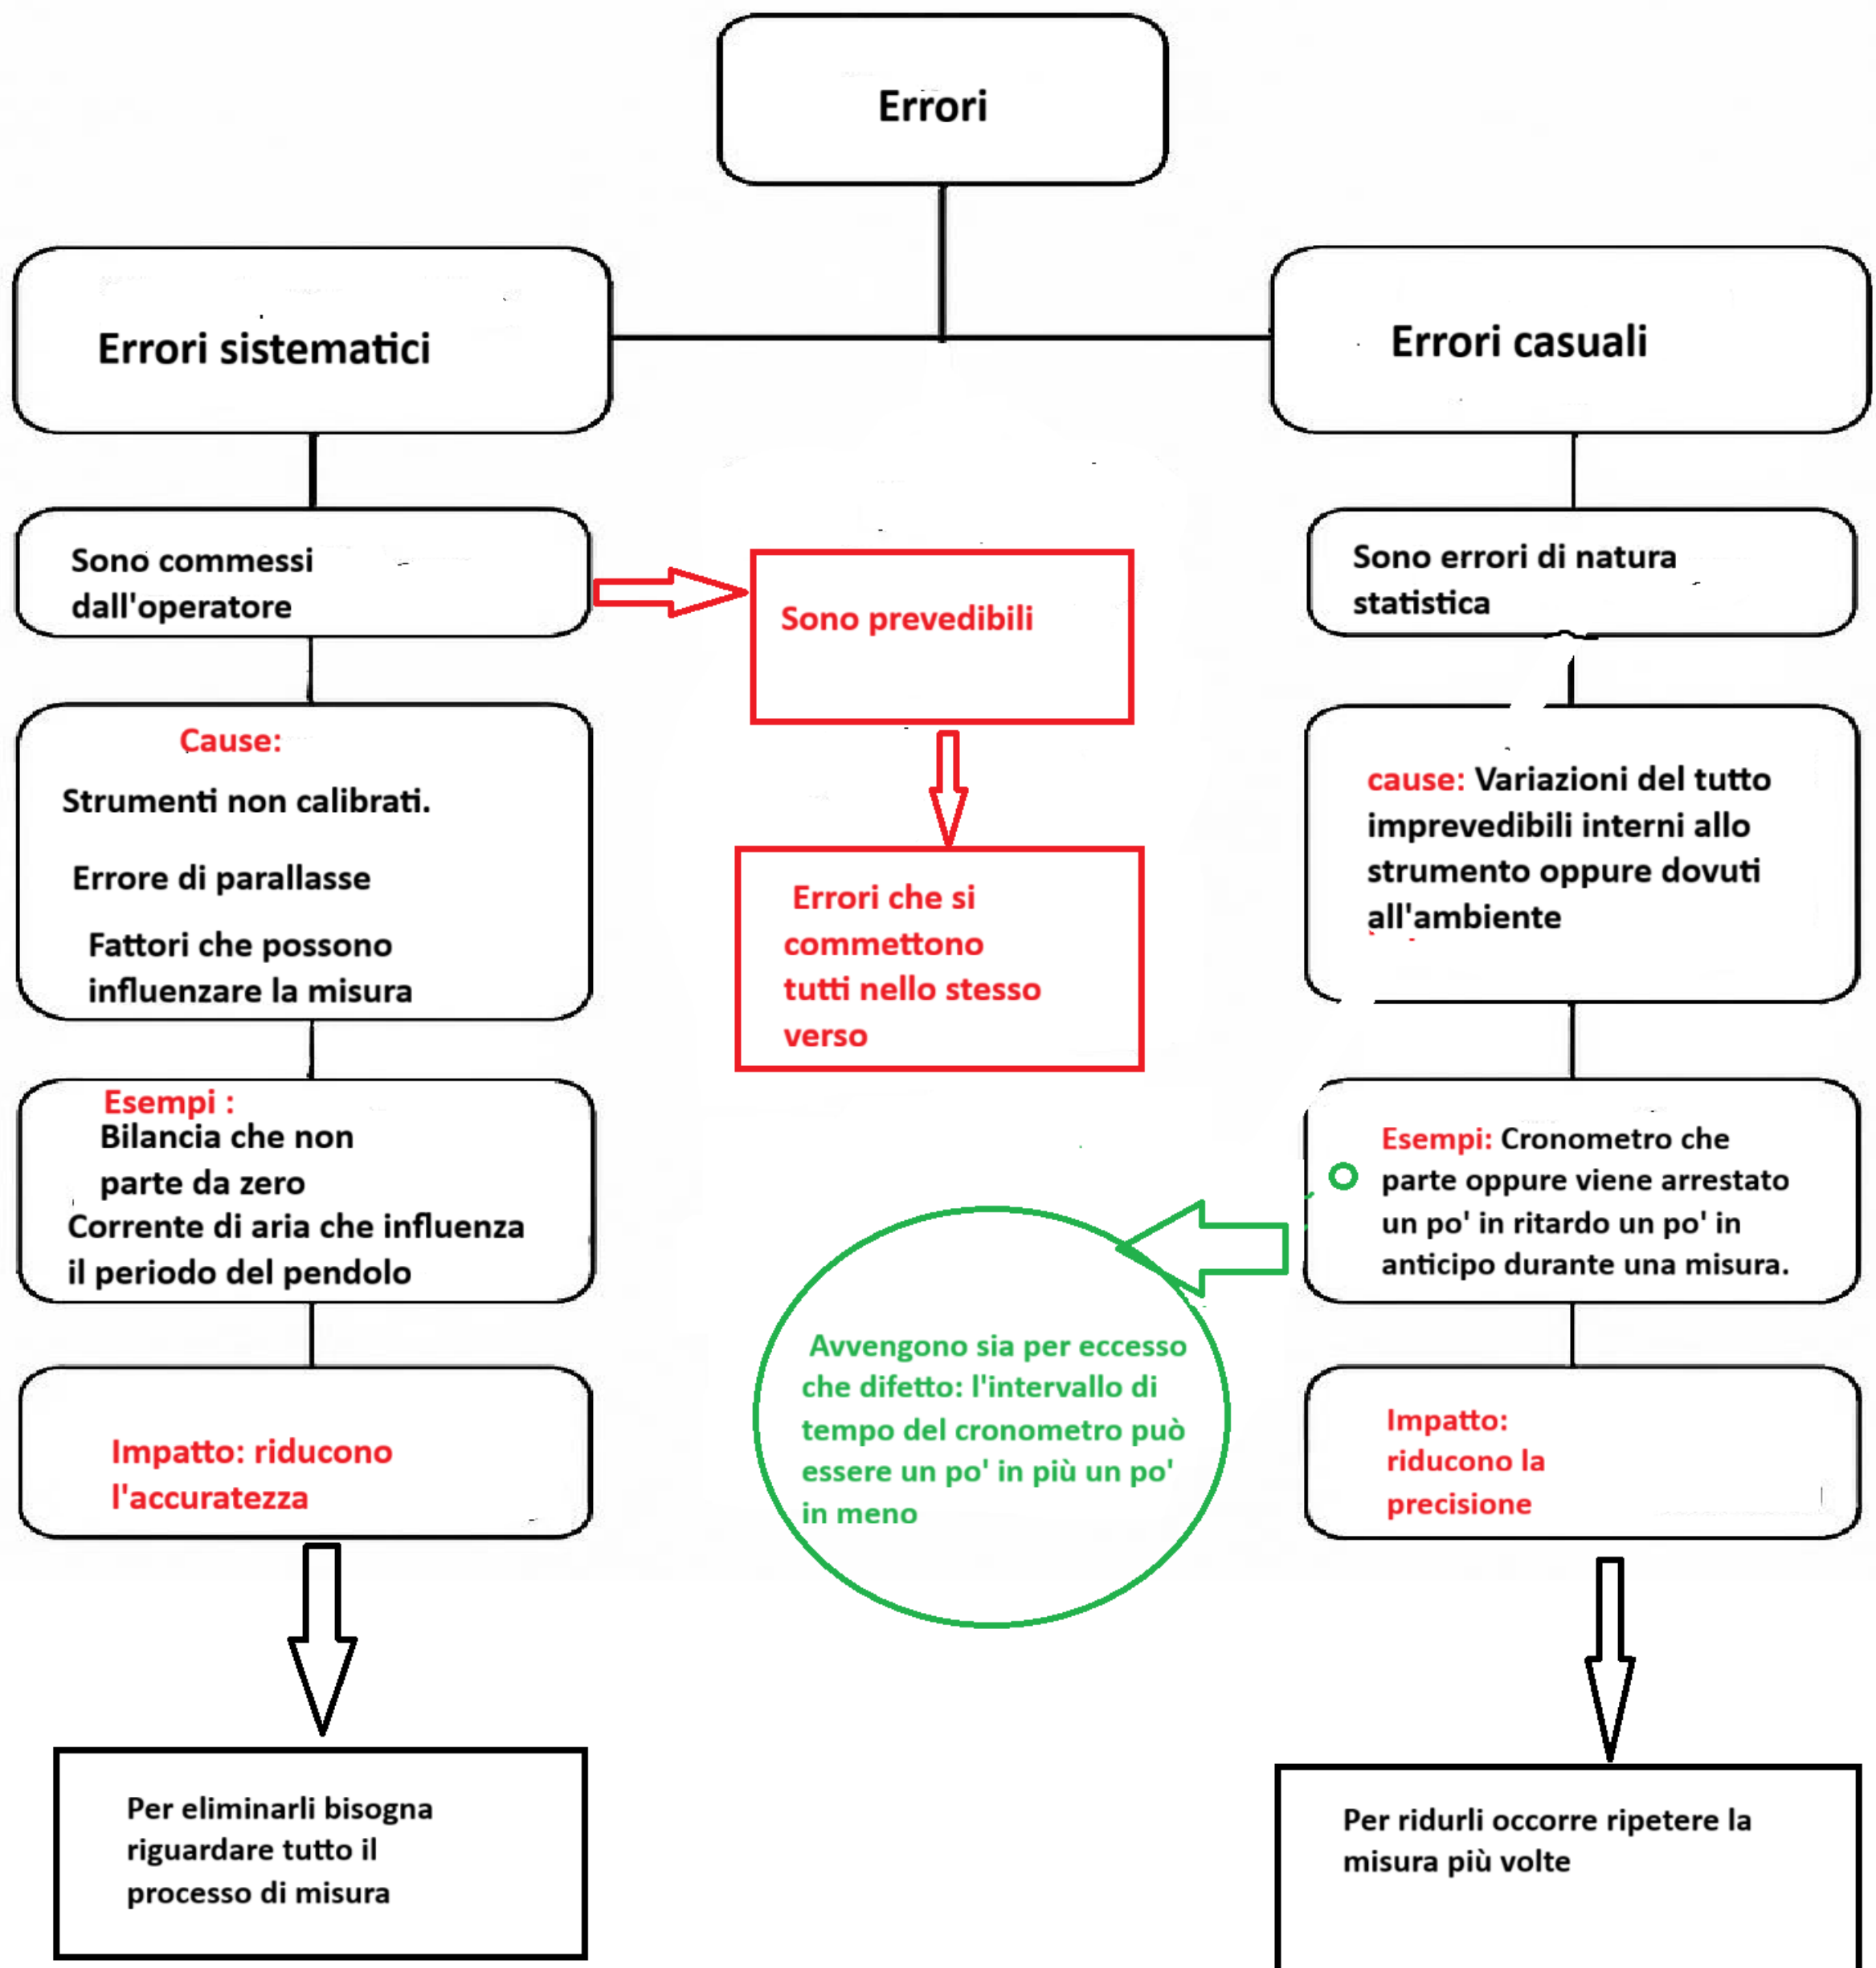 Errori
Errori sistematici
Errori casuali
Sono commessi
dall'operatore
Sono prevedibili
Sono errori di natura
statistica
Cause:
Strumenti non calibrati.
Errore di parallasse
Fattori che possono
influenzare la misura
Errori che si
commettono
tutti nello stesso
verso
cause: Variazioni del tutto
imprevedibili interni allo
strumento oppure dovuti
all'ambiente
Esempi :
Bilancia che non
parte da zero
Corrente di aria che influenza
il periodo del pendolo
Esempi: Cronometro che
parte oppure viene arrestato
un po' in ritardo un po' in
anticipo durante una misura.
Avvengono sia per eccesso
che difetto: l'intervallo di
tempo del cronometro può
essere un po' in più un po'
in meno
Impatto: riducono
l'accuratezza
Impatto:
riducono la
precisione
Per eliminarli bisogna
riguardare tutto il
processo di misura
Per ridurli occorre ripetere la
misura più volte